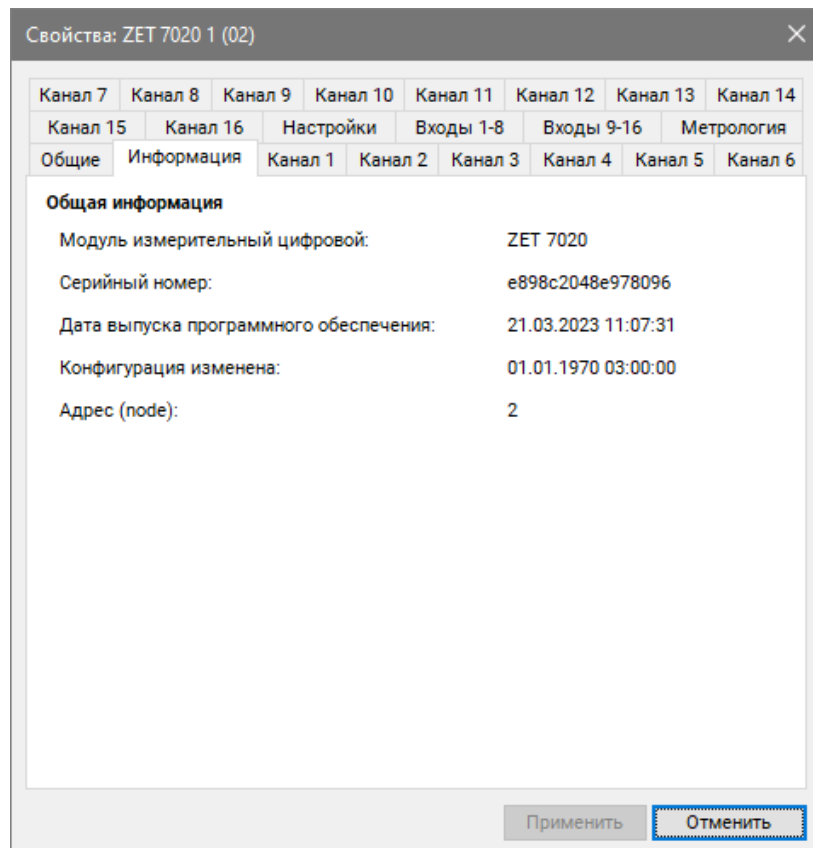 Свойства: ZET 7020 1 (02)
Канал 7 Канал 8 Канал 9 Канал 10 Канал 11 Канал 12 Канал 13 Канал 14
Канал 15 Канал 16 Настройки Входы 1-8 Входы 9-16 Метрология
Общие Информация Канал 1 Канал 2 Канал 3 Канал 4 Канал 5 Канал 6
Общая информация
Модуль измерительный цифровой: ZET 7020
Серийный номер: e898c2048e978096
Дата выпуска программного обеспечения: 21.03.2023 11:07:31
Конфигурация изменена: 01.01.1970 03:00:00
Адрес (node): 2
Применить Отменить